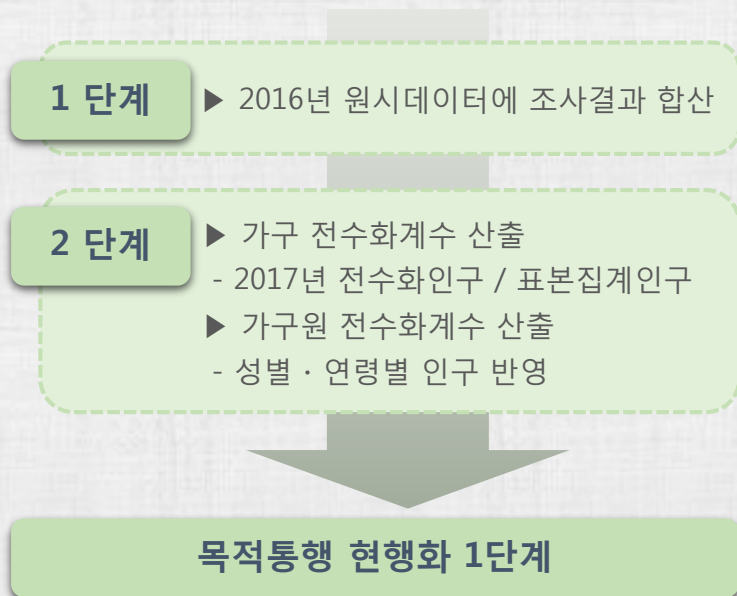 1 단계
▶ 2016년 원시데이터에 조사결과 합산
2 단계
▶ 가구 전수화계수 산출
- 2017년 전수화인구 / 표본집계인구
▶ 가구원 전수화계수 산출
- 성별 · 연령별 인구 반영
목적통행 현행화 1단계